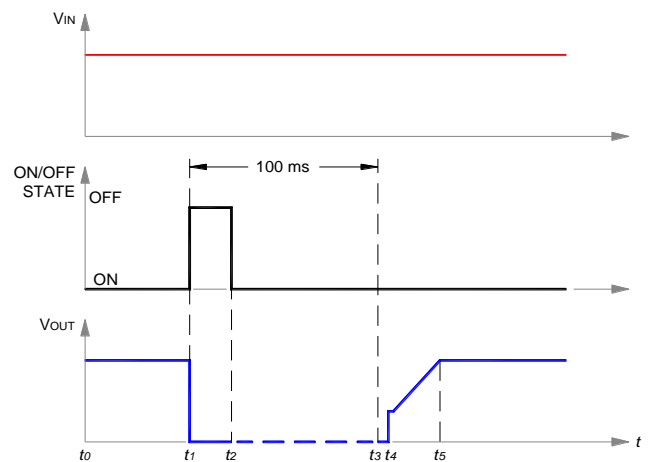 VIN
100 ms
ON/OFF
STATE
OFF
ON
VOUT
t0 t1 t2 t3 t4 t5 t